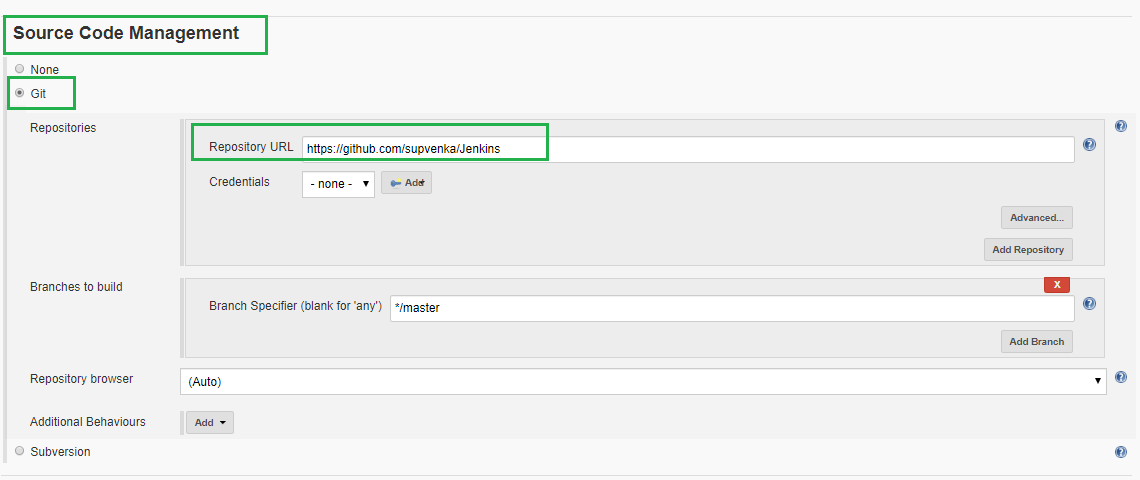 Source Code Management
None
Git
Repositories
Repository URL https://github.com/supvenka/Jenkins
Credentials - none - Add
Advanced...
Add Repository
Branches to build
X
Branch Specifier (blank for 'any') */master
Add Branch
Repository browser (Auto)
Additional Behaviours Add
Subversion